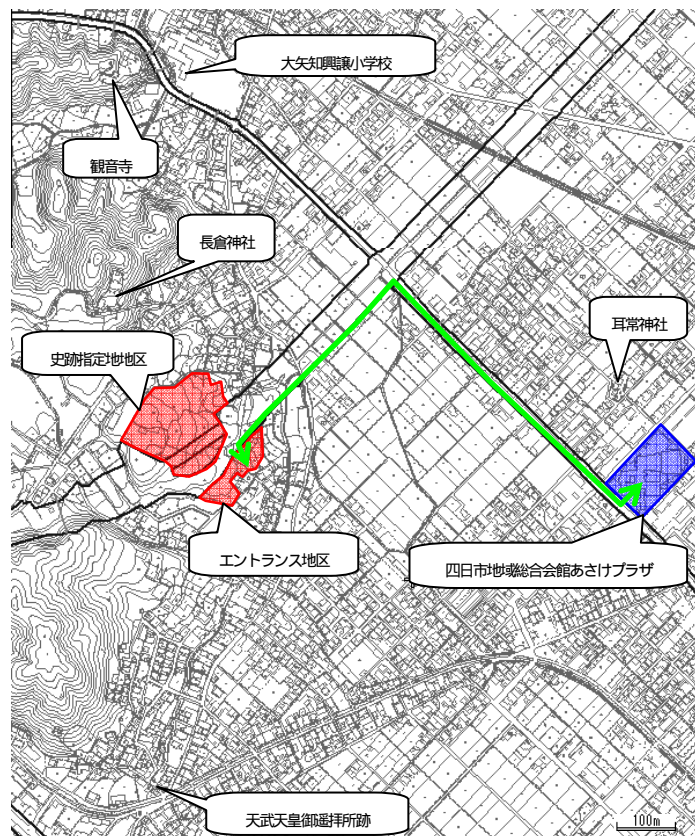 大矢知興譲小学校
観音寺
長倉神社
耳常神社
史跡指定地地区
エントランス地区
四日市地域総合会館あさけプラザ
天武天皇御遥拝所跡
100m